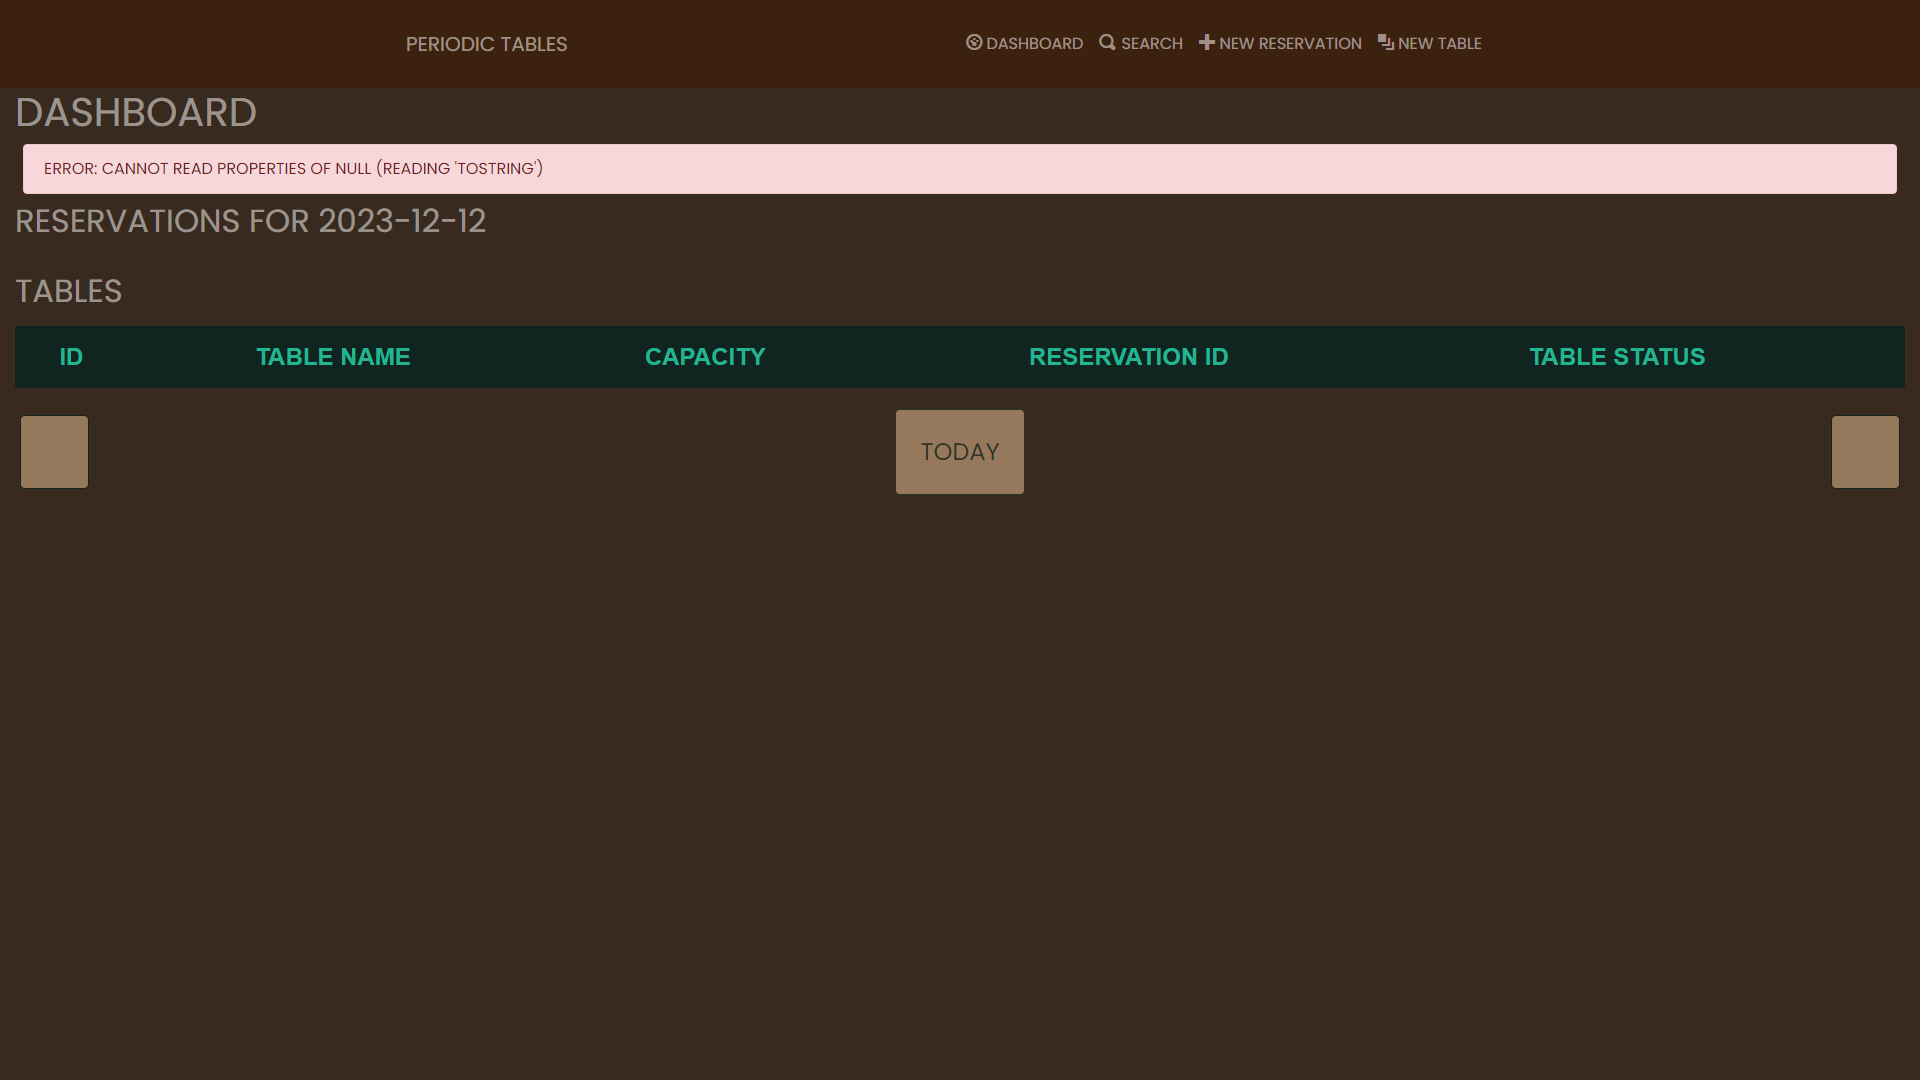 PERIODIC TABLES
DASHBOARD SEARCH NEW RESERVATION NEW TABLE
DASHBOARD
ERROR: CANNOT READ PROPERTIES OF NULL (READING 'TOSTRING')
RESERVATIONS FOR 2023-12-12
TABLES
ID TABLE NAME CAPACITY RESERVATION ID TABLE STATUS
TODAY